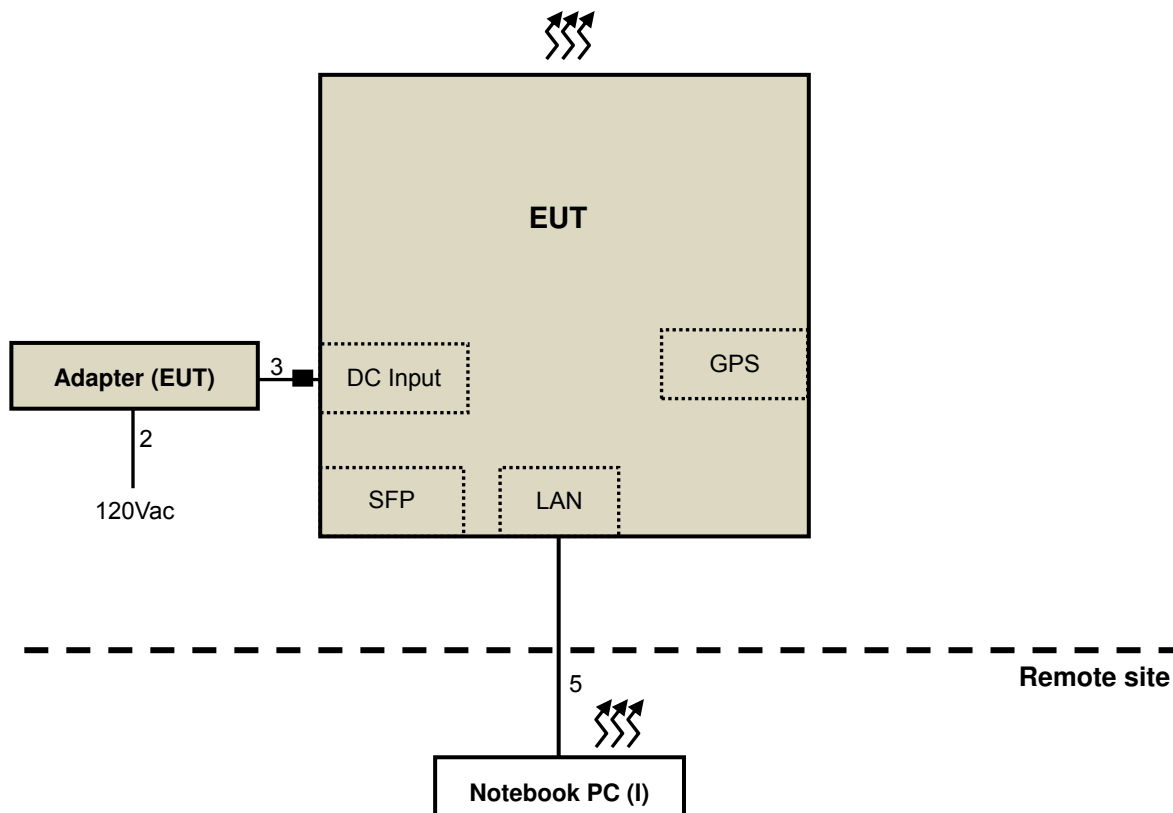 EUT
GPS
Adapter (EUT)
3
DC Input
2
SFP
LAN
120Vac
Remote site
5
Notebook PC (I)